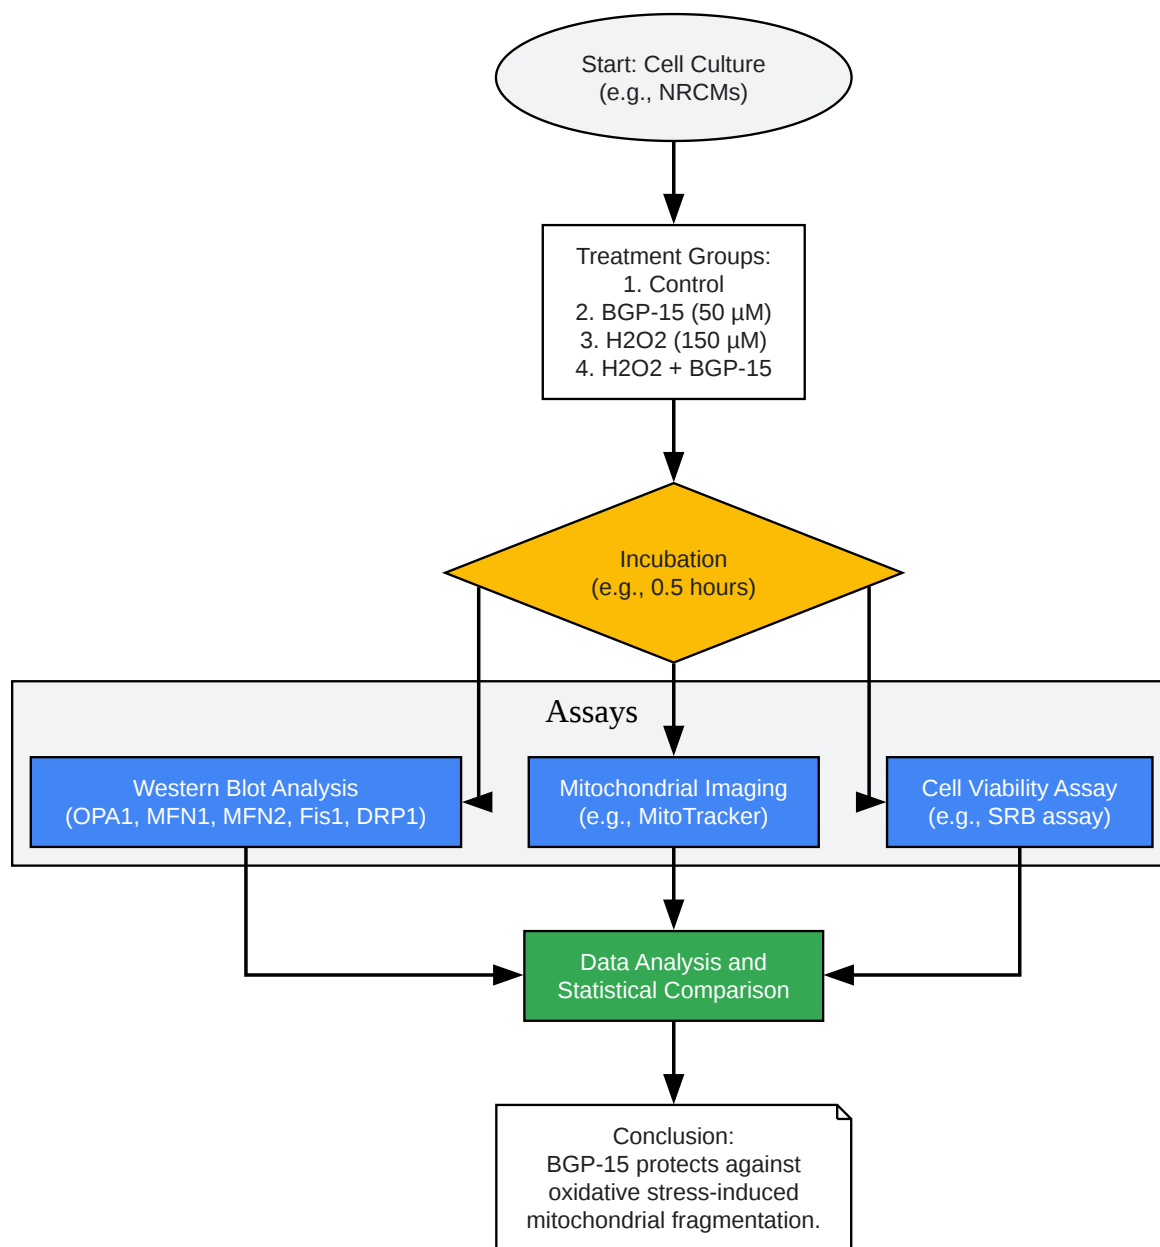 Start: Cell Culture
(e.g., NRCMs)
Treatment Groups:
1. Control
2. BGP-15 (50 µM)
3. H2O2 (150 µM)
4. H2O2 + BGP-15
Incubation
(e.g., 0.5 hours)
Assays
Western Blot Analysis
(OPA1, MFN1, MFN2, Fis1, DRP1)
Mitochondrial Imaging
(e.g., MitoTracker)
Cell Viability Assay
(e.g., SRB assay)
Data Analysis and
Statistical Comparison
Conclusion:
BGP-15 protects against
oxidative stress-induced
mitochondrial fragmentation.